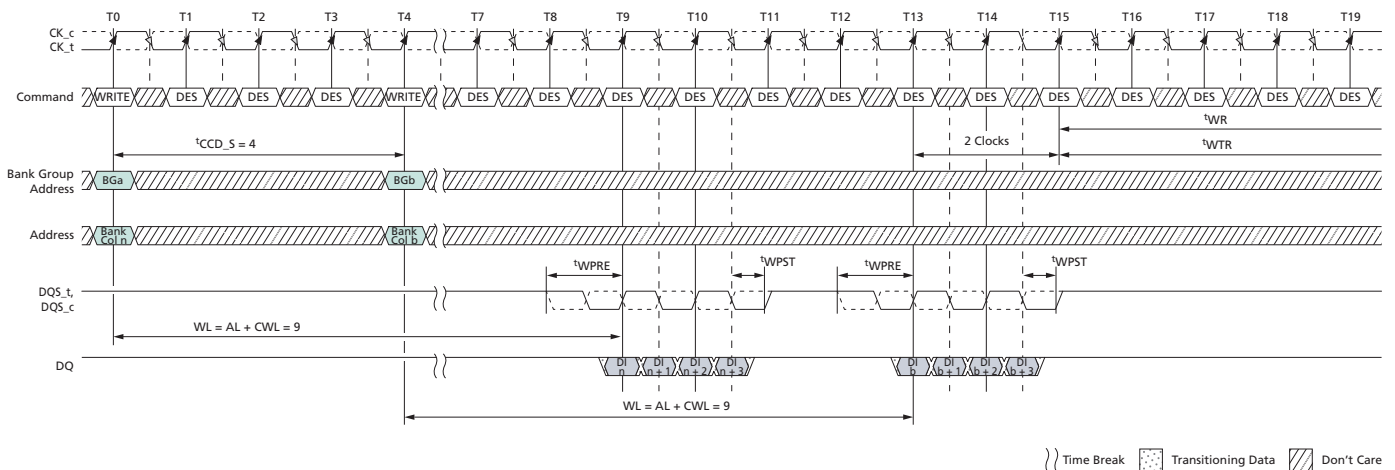 T0 T1 T2 T3 T4 T7 T8 T9 T10 T11 T12 T13 T14 T15 T16 T17 T18 T19
CK_c
CK_t
Command WRITE DES DES DES WRITE DES DES DES DES DES DES DES DES DES DES DES DES DES
tWR
tCCD_S = 4 2 Clocks
tWTR
Bank Group
Address BGa BGb
Address Bank
Col n Bank
Col b
tWPRE tWPST tWPRE tWPST
DQS_t,
DQS_c
WL = AL + CWL = 9
DQ DI
n DI
n + 1 DI
n + 2 DI
n + 3 DI
b DI
b + 1 DI
b + 2 DI
b + 3
WL = AL + CWL = 9
Time Break Transitioning Data Don't Care